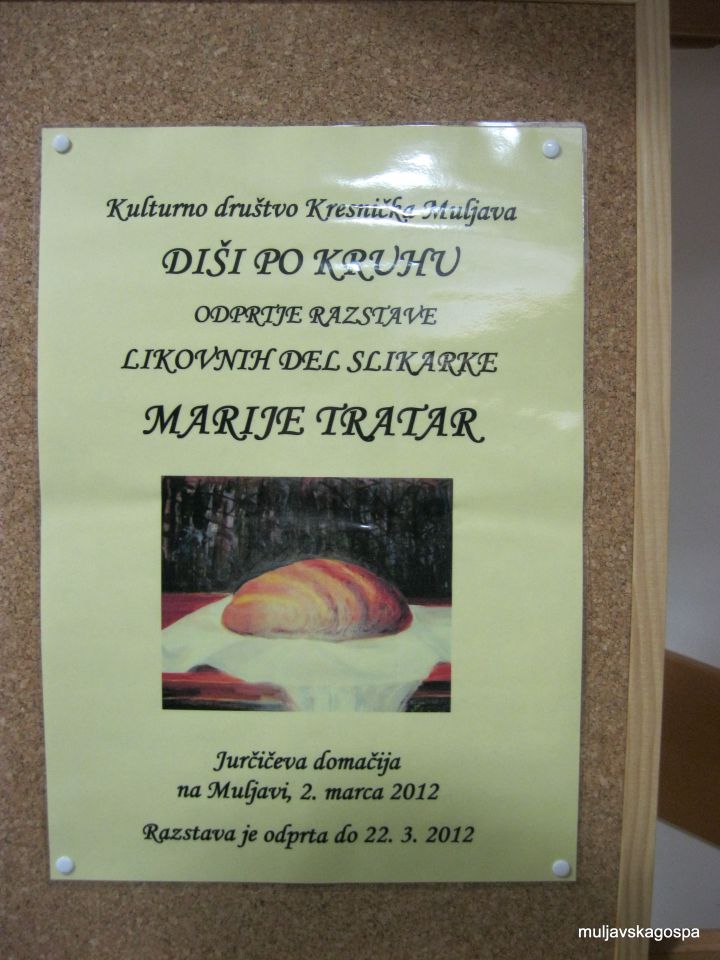 Kulturno društvo Kresnička Muljava
DIŠI PO KRUHU
ODPRTJE RAZSTAVE
LIKOVNIH DEL SLIKARKE
MARIJE TRATAR
Jurčičeva domačija
na Muljavi, 2. marca 2012
Razstava je odprta do 22. 3. 2012
muljavskagospa